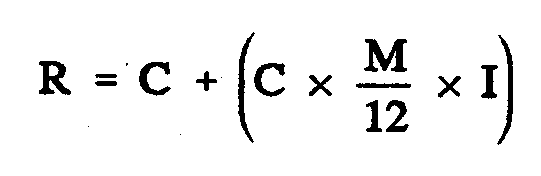 R = C + (C × M/12 × I)